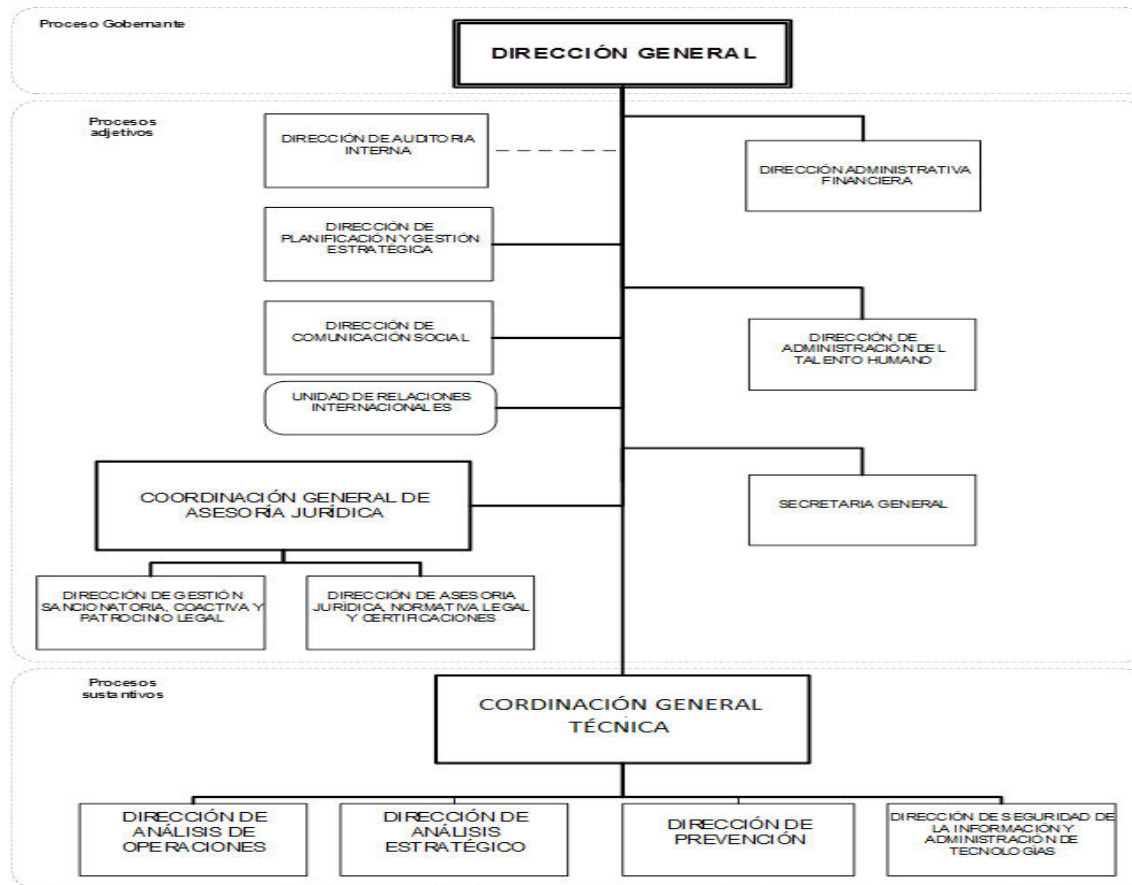 Proceso Gobernante
DIRECCIÓN GENERAL
Procesos
adjetivos
DIRECCIÓN DE AUDITORIA
INTERNA
DIRECCIÓN ADMINISTRATIVA
FINANCIERA
DIRECCIÓN DE
PLANIFICACIÓN Y GESTIÓN
ESTRATÉGICA
DIRECCIÓN DE
COMUNICACIÓN SOCIAL
DIRECCIÓN DE
ADMINISTRACIÓN DEL
TALENTO HUMANO
UNIDAD DE RELACIONES
INTERNACIONALES
COORDINACIÓN GENERAL DE
ASESORÍA JURÍDICA
SECRETARIA GENERAL
DIRECCIÓN DE GESTIÓN
SANCIONATORIA, COACTIVA Y
PATROCINIO LEGAL
DIRECCIÓN DE ASESORIA
JURÍDICA, NORMATIVA LEGAL
Y CERTIFICACIONES
Procesos
sustantivos
CORDINACIÓN GENERAL
TÉCNICA
DIRECCIÓN DE
ANÁLISIS DE
OPERACIONES
DIRECCIÓN DE
ANÁLISIS
ESTRATÉGICO
DIRECCIÓN DE
PREVENCIÓN
DIRECCIÓN DE SEGURIDAD DE
LA INFORMACIÓN Y
ADMINISTRACIÓN DE
TECNOLOGÍAS